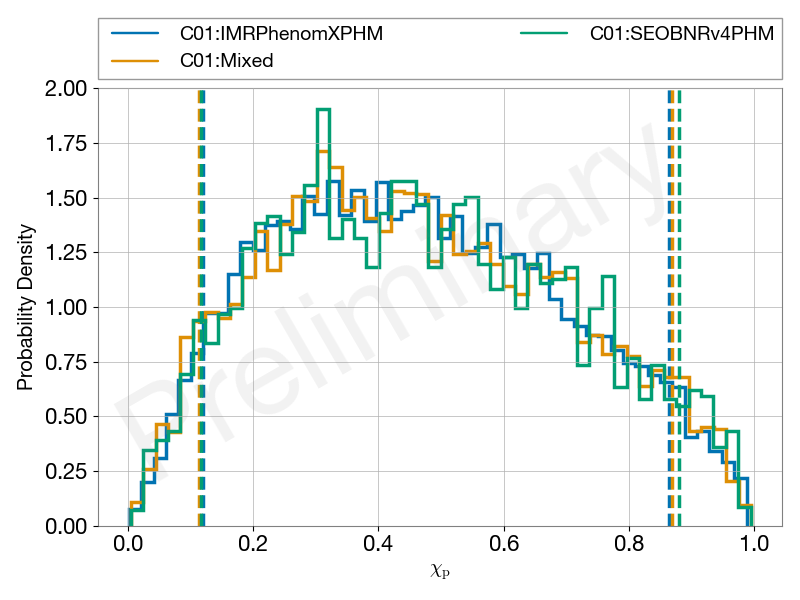 C01:IMRPhenomXPHM
C01:Mixed
C01:SEOBNRv4PHM
2.00
1.75
1.50
1.25
1.00
0.75
0.50
0.25
0.00
Probability Density
Preliminary
0.0 0.2 0.4 0.6 0.8 1.0
χp